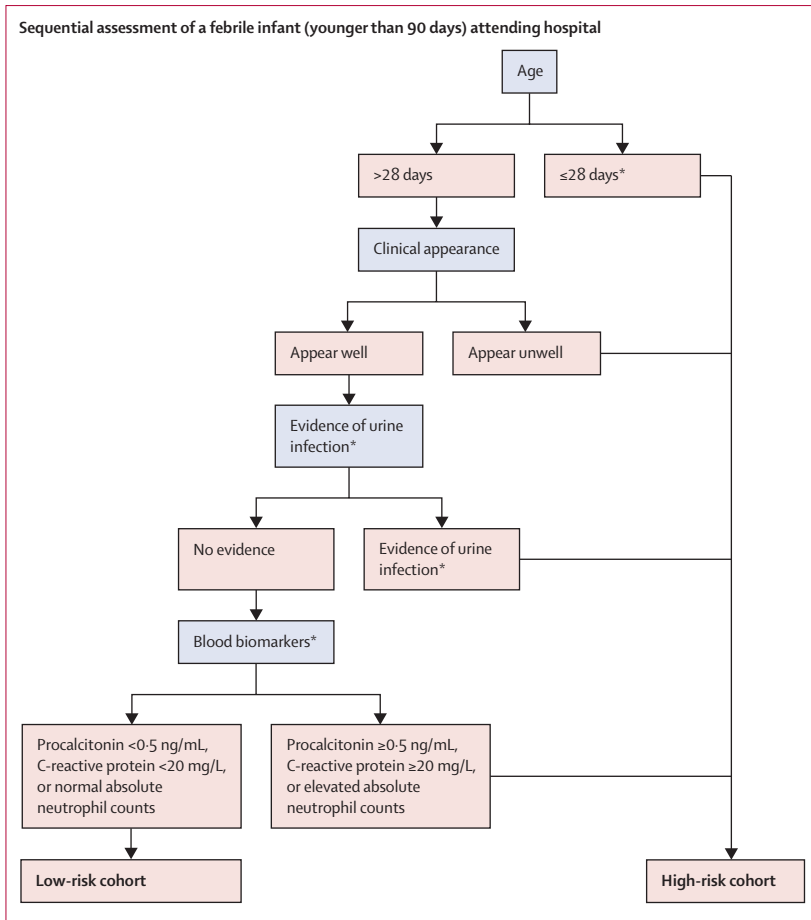 Sequential assessment of a febrile infant (younger than 90 days) attending hospital
Age
>28 days
≤28 days*
Clinical appearance
Appear well
Appear unwell
Evidence of urine
infection*
No evidence
Evidence of urine
infection*
Blood biomarkers*
Procalcitonin <0·5 ng/mL,
C-reactive protein <20 mg/L,
or normal absolute
neutrophil counts
Procalcitonin ≥0·5 ng/mL,
C-reactive protein ≥20 mg/L,
or elevated absolute
neutrophil counts
Low-risk cohort
High-risk cohort